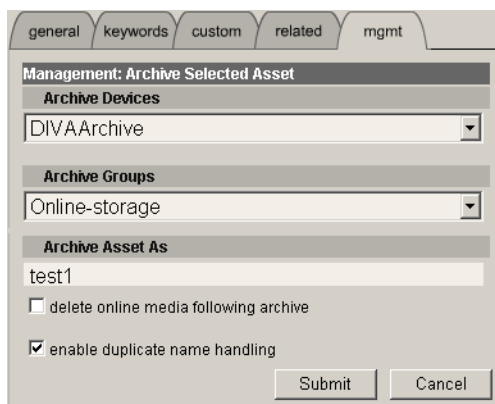 general keywords custom related mgmt
Management: Archive Selected Asset
Archive Devices
DIVAArchive
Archive Groups
Online-storage
Archive Asset As
test1
delete online media following archive
enable duplicate name handling
Submit Cancel